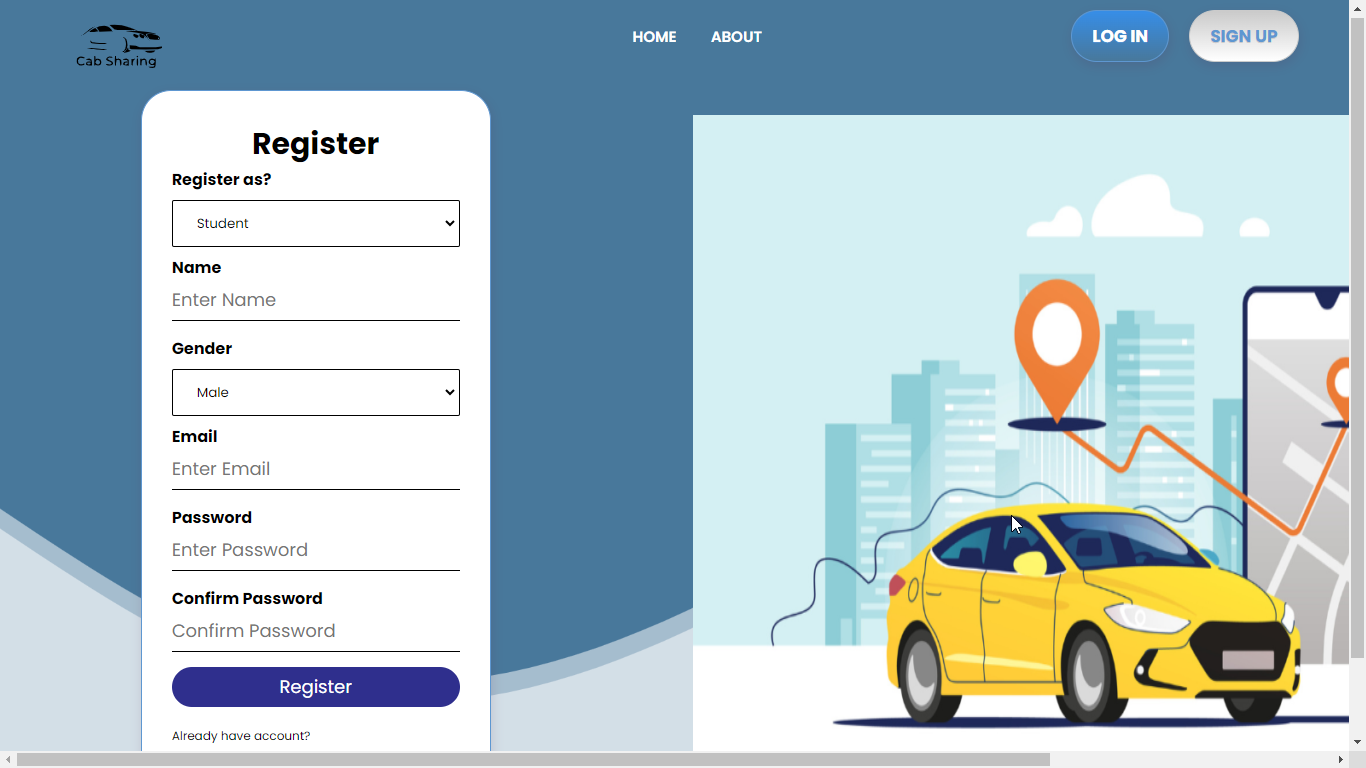 Cab Sharing
HOME ABOUT
LOG IN SIGN UP
Register
Register as?
Student
Name
Enter Name
Gender
Male
Email
Enter Email
Password
Enter Password
Confirm Password
Confirm Password
Register
Already have account?